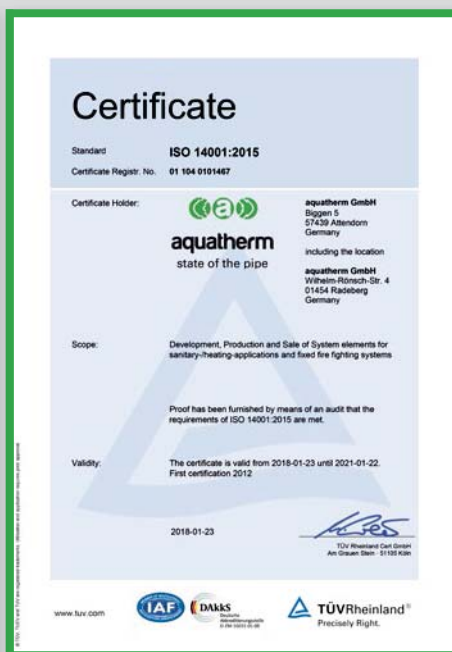 Certificate
Standard ISO 14001:2015
Certificate Registr. No. 01 104 0101467
Certificate Holder:
aquatherm
state of the pipe
aquatherm GmbH
Biggen 5
57439 Attendorn
Germany
including the location
aquatherm GmbH
Wilhelm-Rönsch-Str. 4
01454 Radeberg
Germany
Scope: Development, Production and Sale of System elements for
sanitary-/heating-applications and fixed fire fighting systems
Proof has been furnished by means of an audit that the
requirements of ISO 14001:2015 are met.
Validity: The certificate is valid from 2018-01-23 until 2021-01-22.
First certification 2012
2018-01-23
TÜV Rheinland Cert GmbH
Am Grauen Stein · 51105 Köln
www.tuv.com
IAF
DAkkS
Deutsche
Akkreditierungsstelle
TÜVRheinland®
Precisely Right.